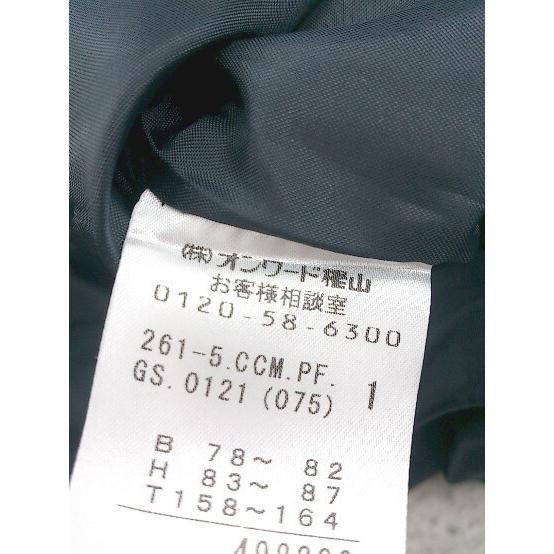 (株)オンワード樫山
お客様相談室
0120-58-6300
261-5.CCM.PF. 1
GS.0121(075)
B 78~ 82
H 83~ 87
T158~164